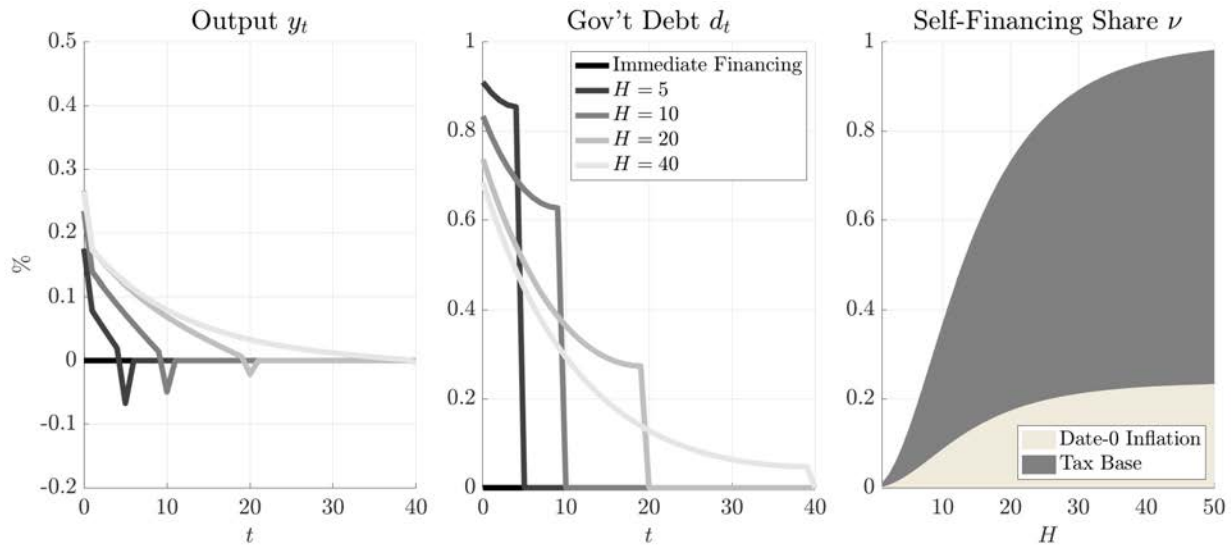 Output y_t
Gov't Debt d_t
Self-Financing Share ν
0.5
0.4
0.3
0.2
0.1
0
-0.1
-0.2
%
0 10 20 30 40
t
1
0.8
0.6
0.4
0.2
0
Immediate Financing
H = 5
H = 10
H = 20
H = 40
0 10 20 30 40
t
1
0.8
0.6
0.4
0.2
0
Date-0 Inflation
Tax Base
10 20 30 40 50
H